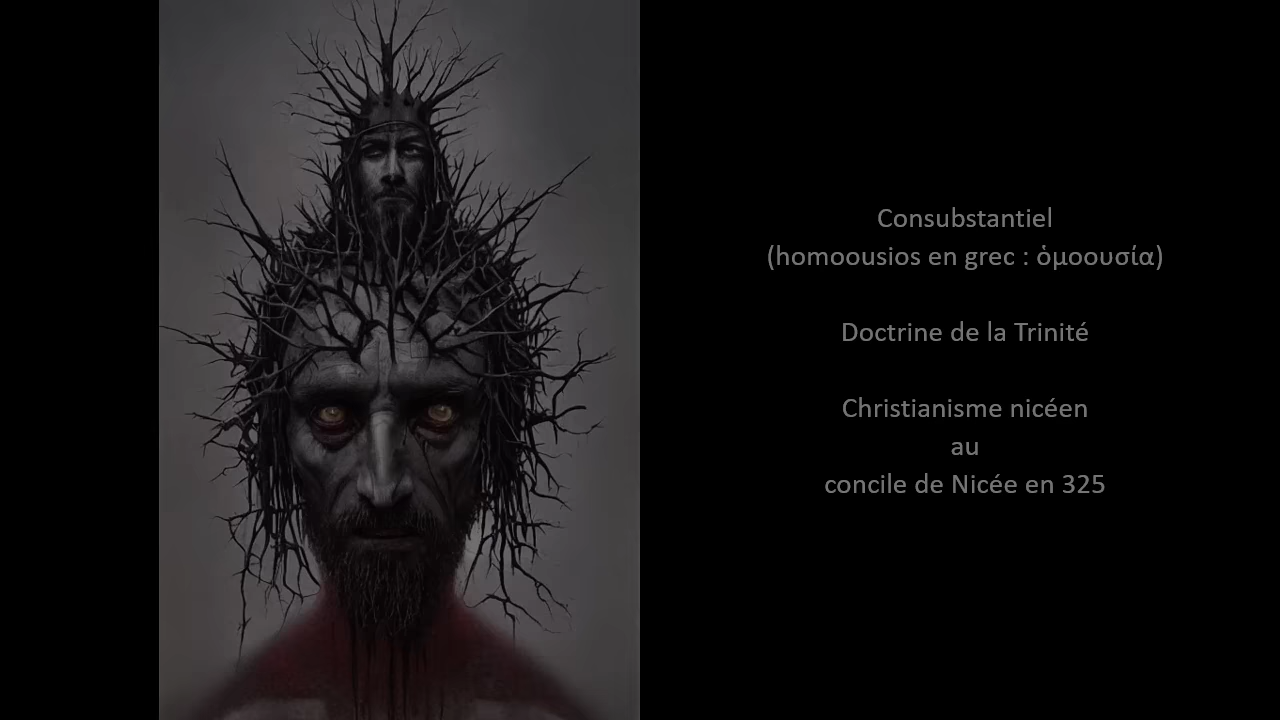 Consubstantiel
(homoousios en grec : ὁμοουσία)
Doctrine de la Trinité
Christianisme nicéen
au
concile de Nicée en 325